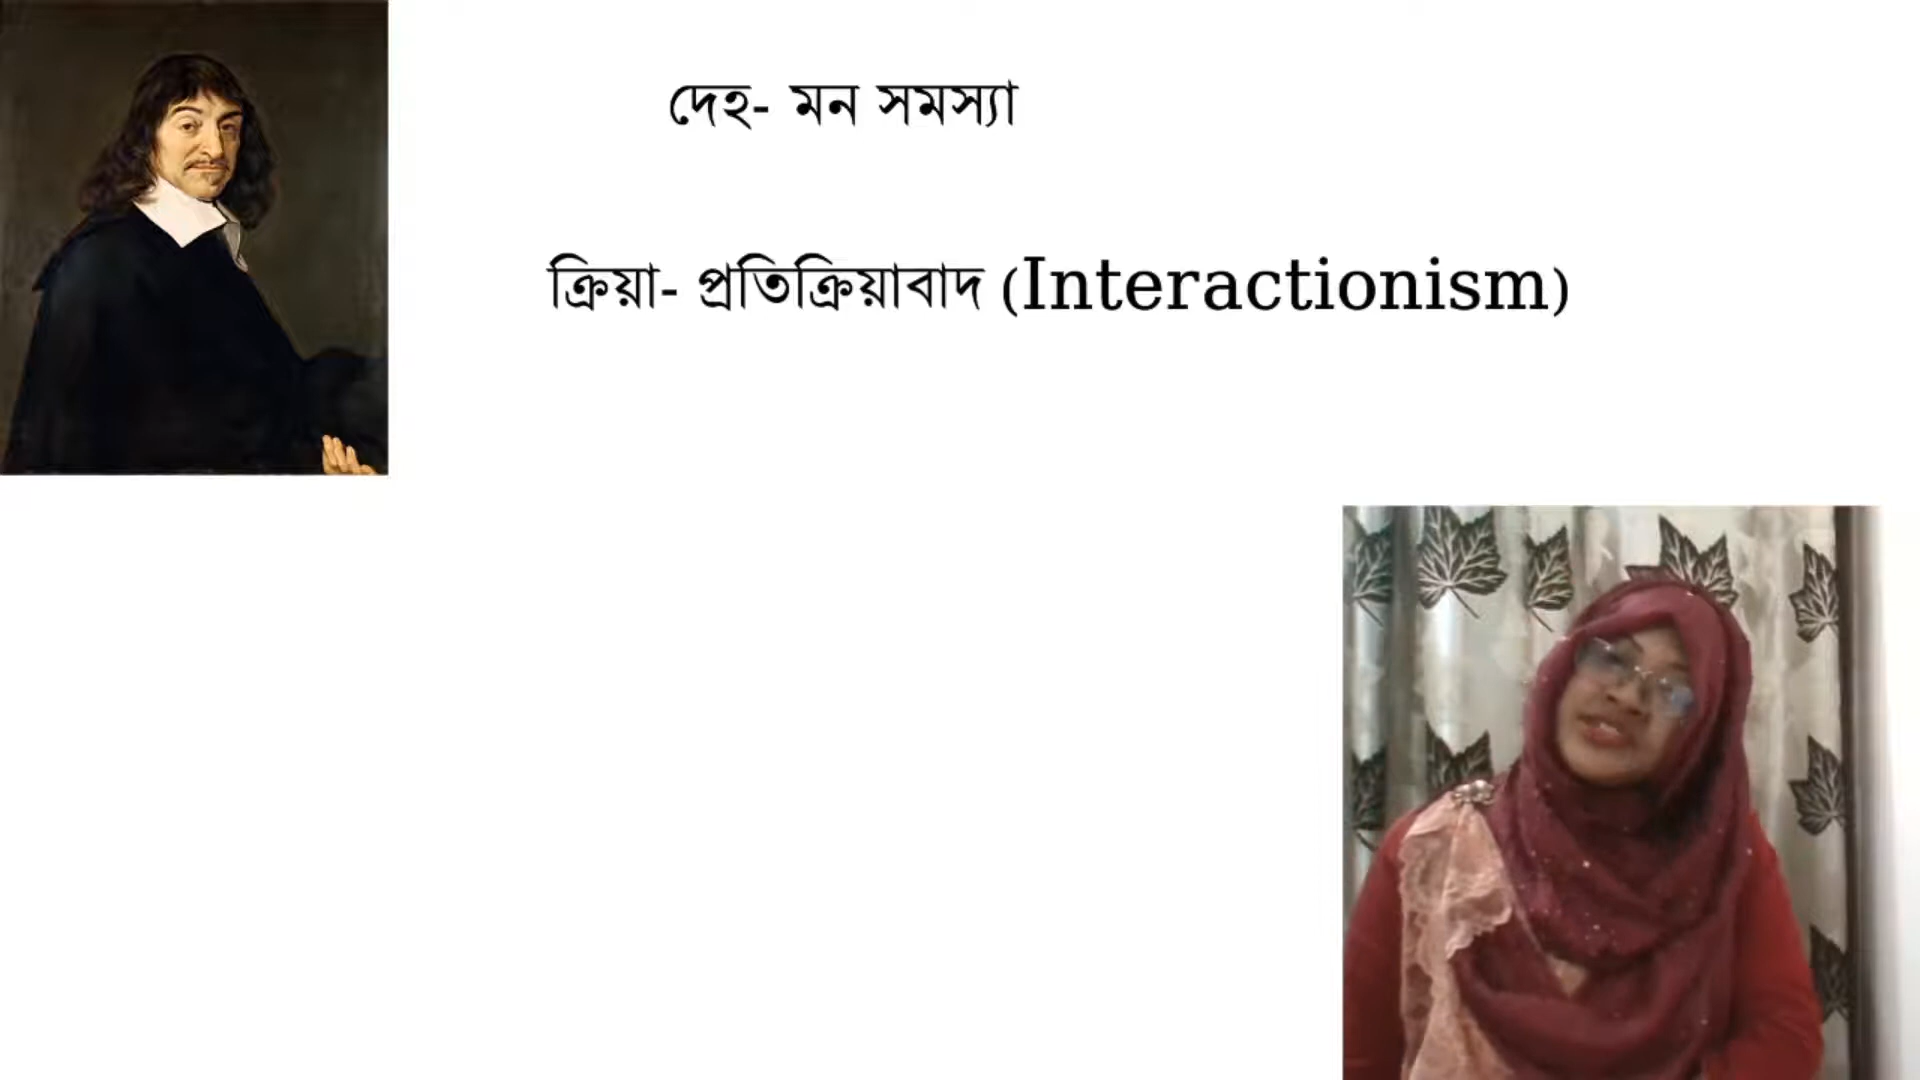 দেহ- মন সমস্যা
ক্রিয়া- প্রতিক্রিয়াবাদ (Interactionism)